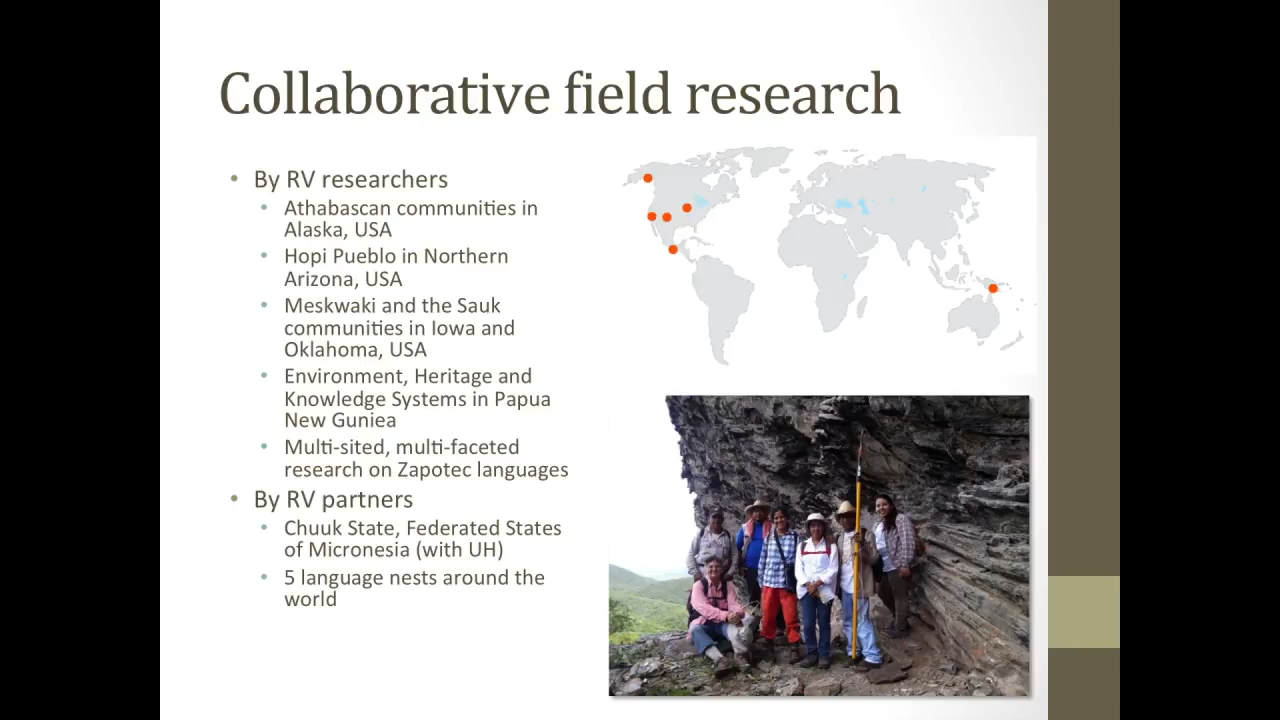 Collaborative field research
• By RV researchers
• Athabascan communities in
Alaska, USA
• Hopi Pueblo in Northern
Arizona, USA
• Meskwaki and the Sauk
communities in Iowa and
Oklahoma, USA
• Environment, Heritage and
Knowledge Systems in Papua
New Guniea
• Multi-sited, multi-faceted
research on Zapotec languages
• By RV partners
• Chuuk State, Federated States
of Micronesia (with UH)
• 5 language nests around the
world